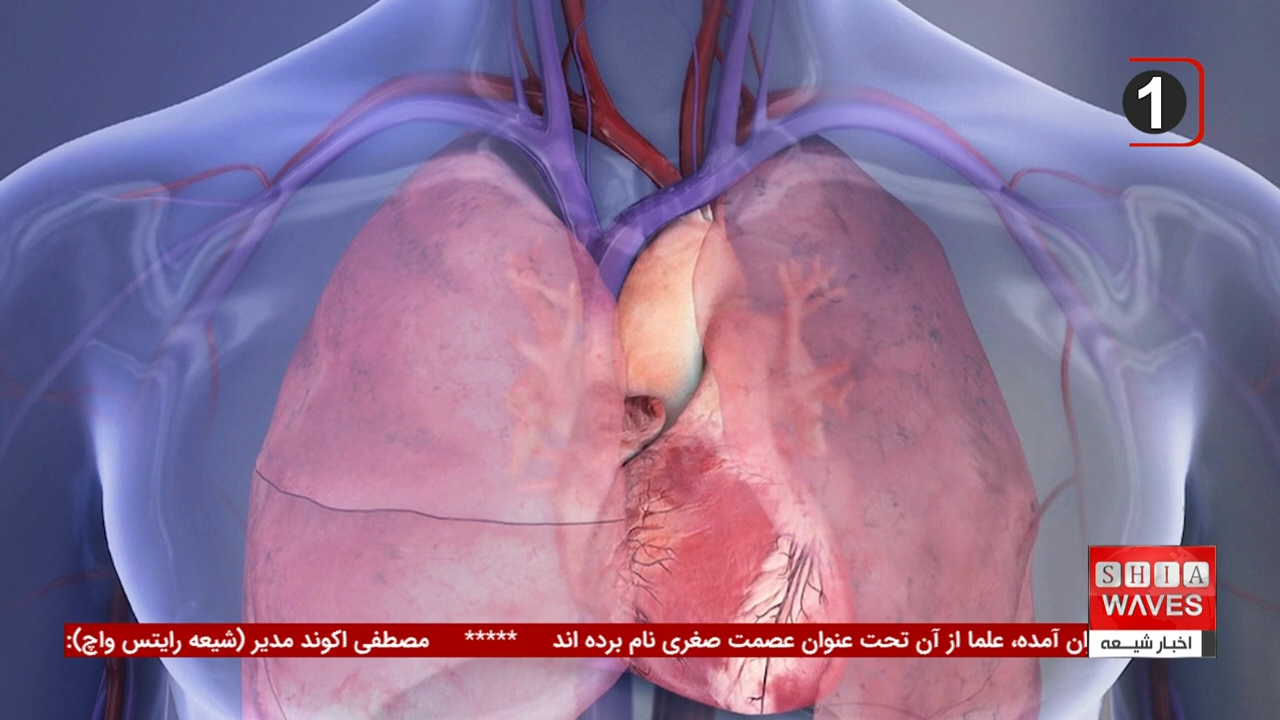 1
SHIA
WAVES
اخبار شیعه
آمده، علما از آن تحت عنوان عصمت صغری نام برده اند ***** مصطفی اکوند مدیر (شیعه رایتس واچ):